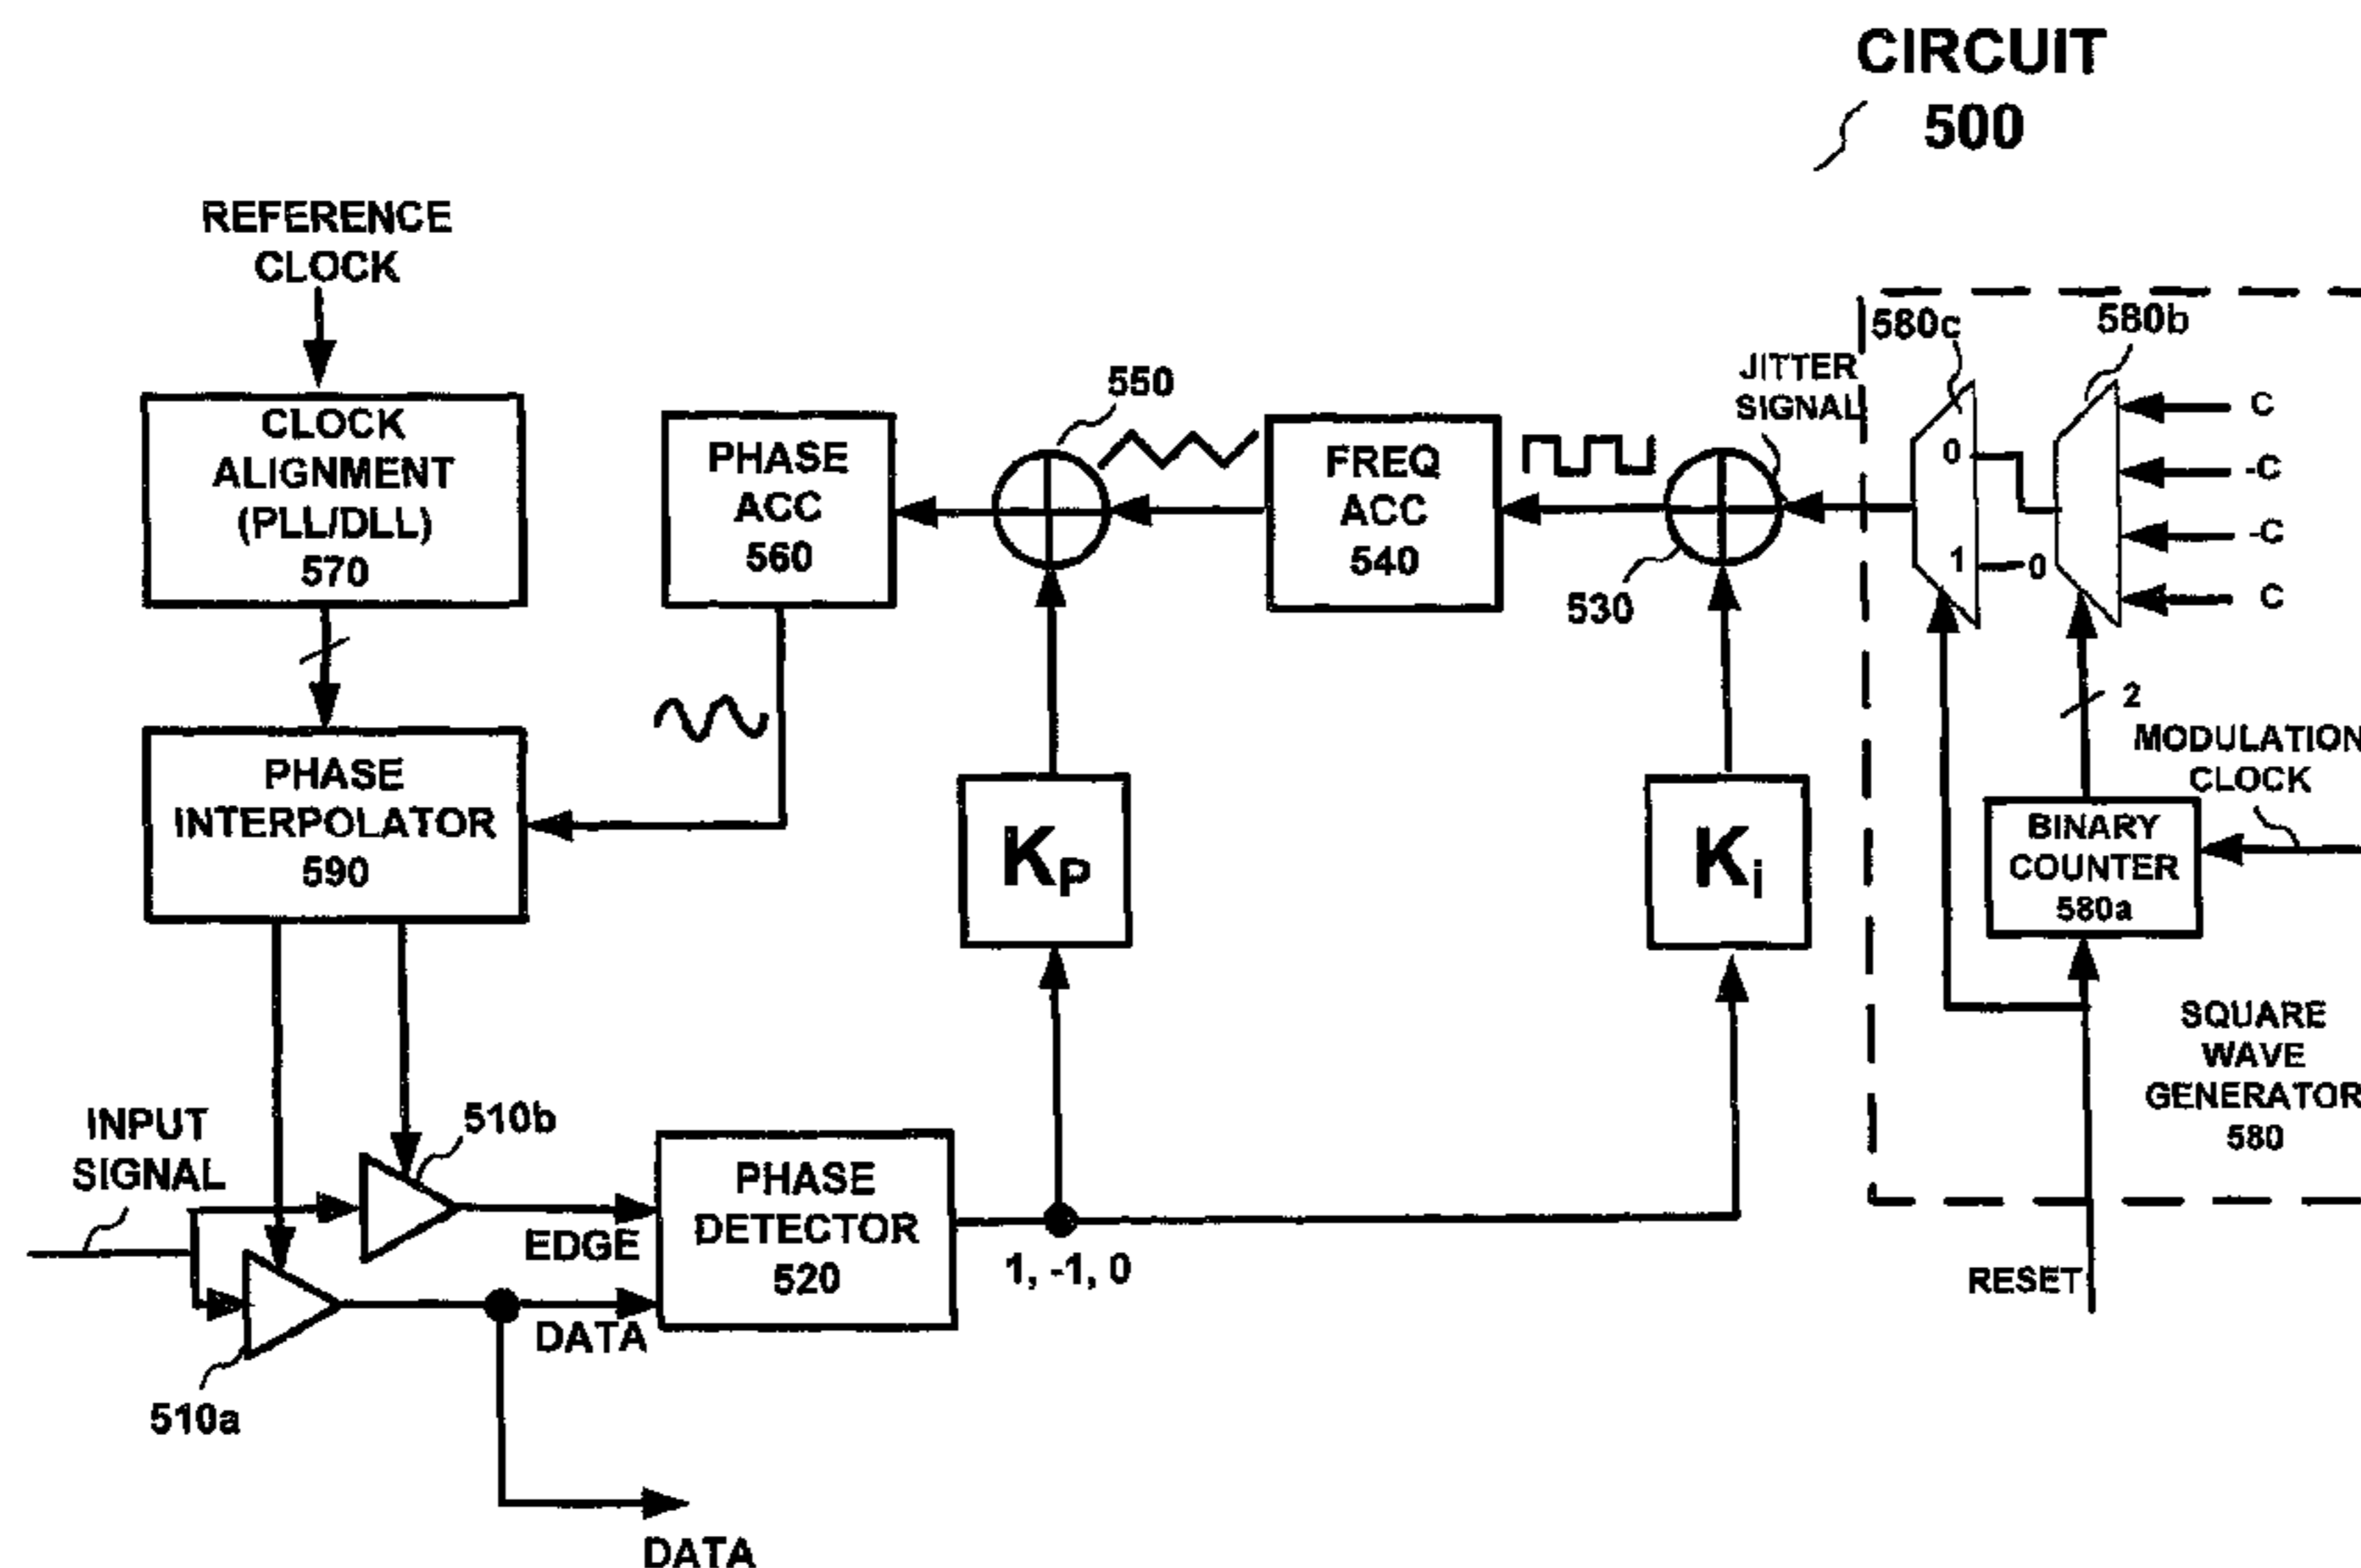 CIRCUIT
500
REFERENCE
CLOCK
CLOCK
ALIGNMENT
(PLL/DLL)
570
PHASE
ACC
560
550
FREQ
ACC
540
JITTER
SIGNAL
530
580c
580b
0
1
0
C
-C
-C
C
2
MODULATION
CLOCK
BINARY
COUNTER
580a
SQUARE
WAVE
GENERATOR
580
RESET
PHASE
INTERPOLATOR
590
KP
Ki
INPUT
SIGNAL
510b
510a
EDGE
DATA
PHASE
DETECTOR
520
1, -1, 0
DATA